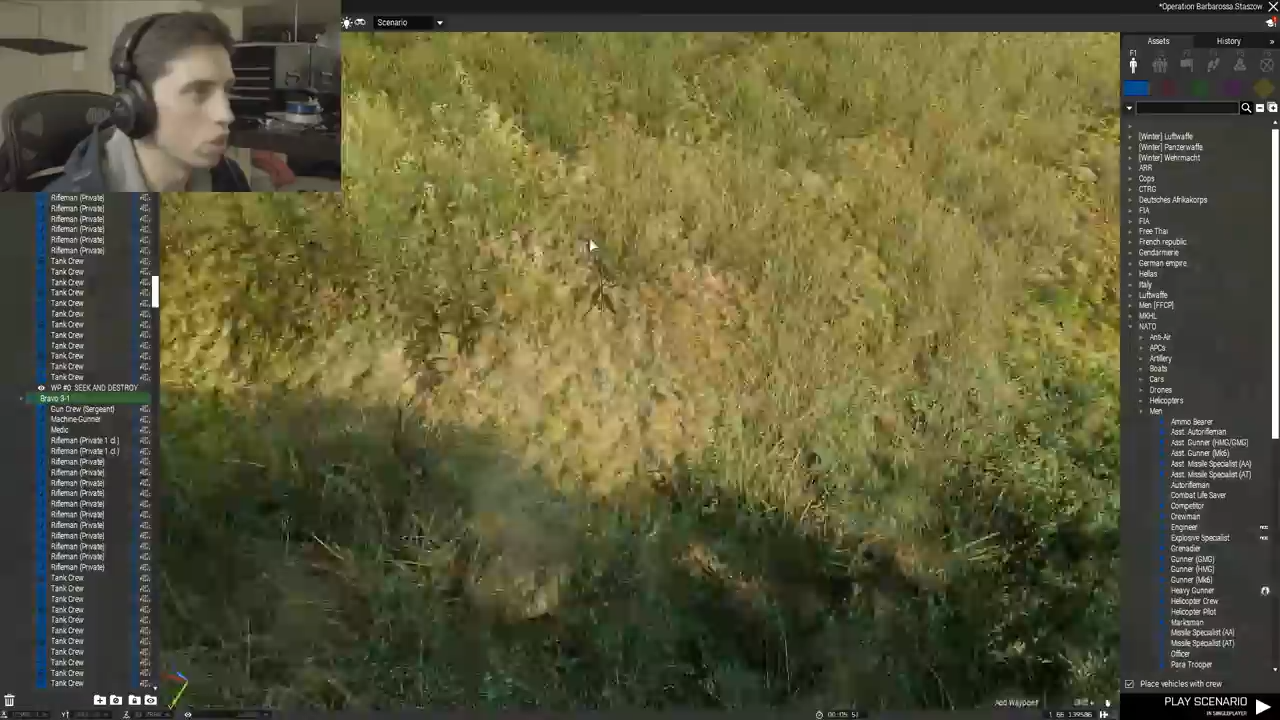 *Operation Barbarossa Staszow
Scenario
Assets
History
F1
[Winter] Luftwaffe
[Winter] Panzerwaffe
[Winter] Wehrmacht
ARR
Cops
CTRG
Deutsches Afrikakorps
FIA
FIA
Free Thai
French republic
Gendarmerie
German empire
Hellas
Italy
Luftwaffe
Men [FFCP]
MKHL
NATO
Anti-Air
APCs
Artillery
Boats
Cars
Drones
Helicopters
Men
Ammo Bearer
Asst. Autorifleman
Asst. Gunner (HMG/GMG)
Asst. Gunner (Mk6)
Asst. Missile Specialist (AA)
Asst. Missile Specialist (AT)
Autorifleman
Combat Life Saver
Competitor
Crewman
Engineer
Explosive Specialist
Grenadier
Gunner (GMG)
Gunner (HMG)
Gunner (Mk6)
Heavy Gunner
Helicopter Crew
Helicopter Pilot
Marksman
Missile Specialist (AA)
Missile Specialist (AT)
Officer
Para Trooper
Place vehicles with crew
PLAY SCENARIO
IN SINGLEPLAYER
Rifleman (Private)
Rifleman (Private)
Rifleman (Private)
Rifleman (Private)
Rifleman (Private)
Rifleman (Private)
Tank Crew
Tank Crew
Tank Crew
Tank Crew
Tank Crew
Tank Crew
Tank Crew
Tank Crew
Tank Crew
Tank Crew
Tank Crew
Tank Crew
WP #0: SEEK AND DESTROY
Bravo 3-1
Gun Crew (Sergeant)
Machine-Gunner
Medic
Rifleman (Private 1 cl.)
Rifleman (Private 1 cl.)
Rifleman (Private)
Rifleman (Private)
Rifleman (Private)
Rifleman (Private)
Rifleman (Private)
Rifleman (Private)
Rifleman (Private)
Rifleman (Private)
Rifleman (Private)
Rifleman (Private)
Rifleman (Private)
Tank Crew
Tank Crew
Tank Crew
Tank Crew
Tank Crew
Tank Crew
Tank Crew
Tank Crew
Tank Crew
Tank Crew
Tank Crew
Add Waypoint